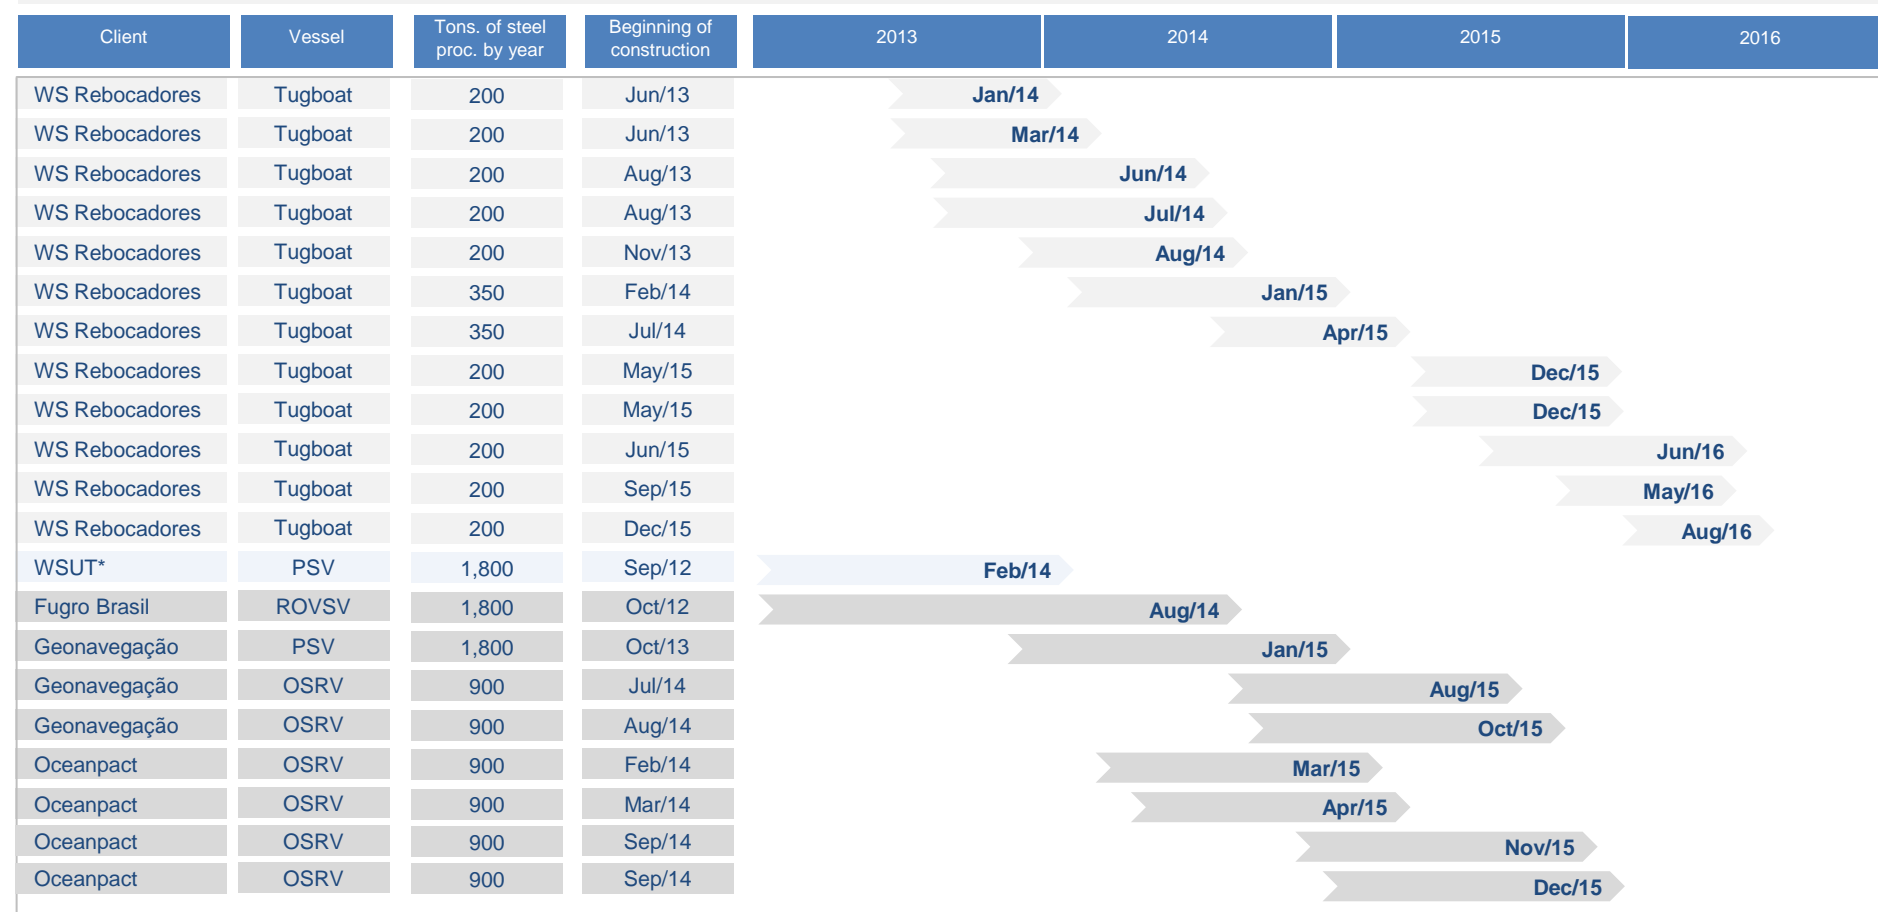 Client Vessel Tons. of steel proc. by year Beginning of construction 2013 2014 2015 2016
WS Rebocadores Tugboat 200 Jun/13 Jan/14
WS Rebocadores Tugboat 200 Jun/13 Mar/14
WS Rebocadores Tugboat 200 Aug/13 Jun/14
WS Rebocadores Tugboat 200 Aug/13 Jul/14
WS Rebocadores Tugboat 200 Nov/13 Aug/14
WS Rebocadores Tugboat 350 Feb/14 Jan/15
WS Rebocadores Tugboat 350 Jul/14 Apr/15
WS Rebocadores Tugboat 200 May/15 Dec/15
WS Rebocadores Tugboat 200 May/15 Dec/15
WS Rebocadores Tugboat 200 Jun/15 Jun/16
WS Rebocadores Tugboat 200 Sep/15 May/16
WS Rebocadores Tugboat 200 Dec/15 Aug/16
WSUT* PSV 1,800 Sep/12 Feb/14
Fugro Brasil ROVSV 1,800 Oct/12 Aug/14
Geonavegação PSV 1,800 Oct/13 Jan/15
Geonavegação OSRV 900 Jul/14 Aug/15
Geonavegação OSRV 900 Aug/14 Oct/15
Oceanpact OSRV 900 Feb/14 Mar/15
Oceanpact OSRV 900 Mar/14 Apr/15
Oceanpact OSRV 900 Sep/14 Nov/15
Oceanpact OSRV 900 Sep/14 Dec/15